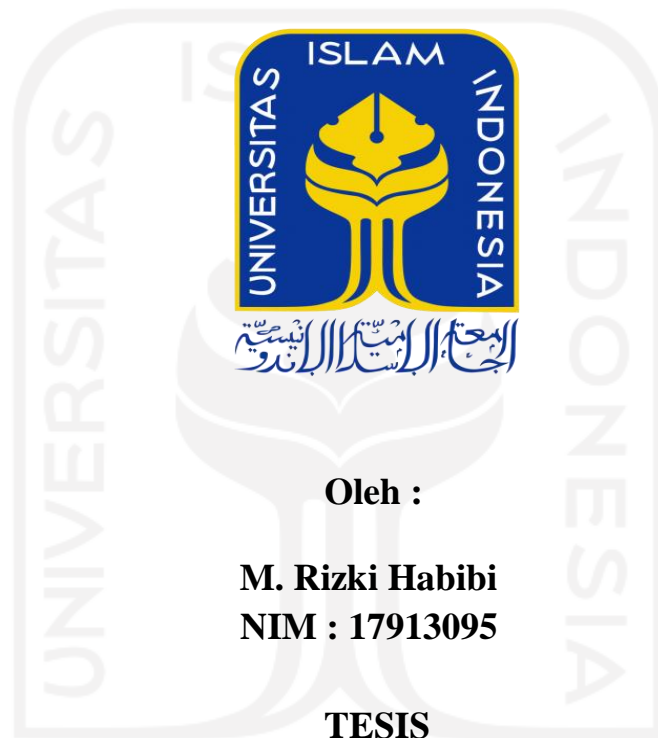 UNIVERSITAS ISLAM INDONESIA
الجامعة الإسلامية الإندونيسية
Oleh :
M. Rizki Habibi
NIM : 17913095
TESIS